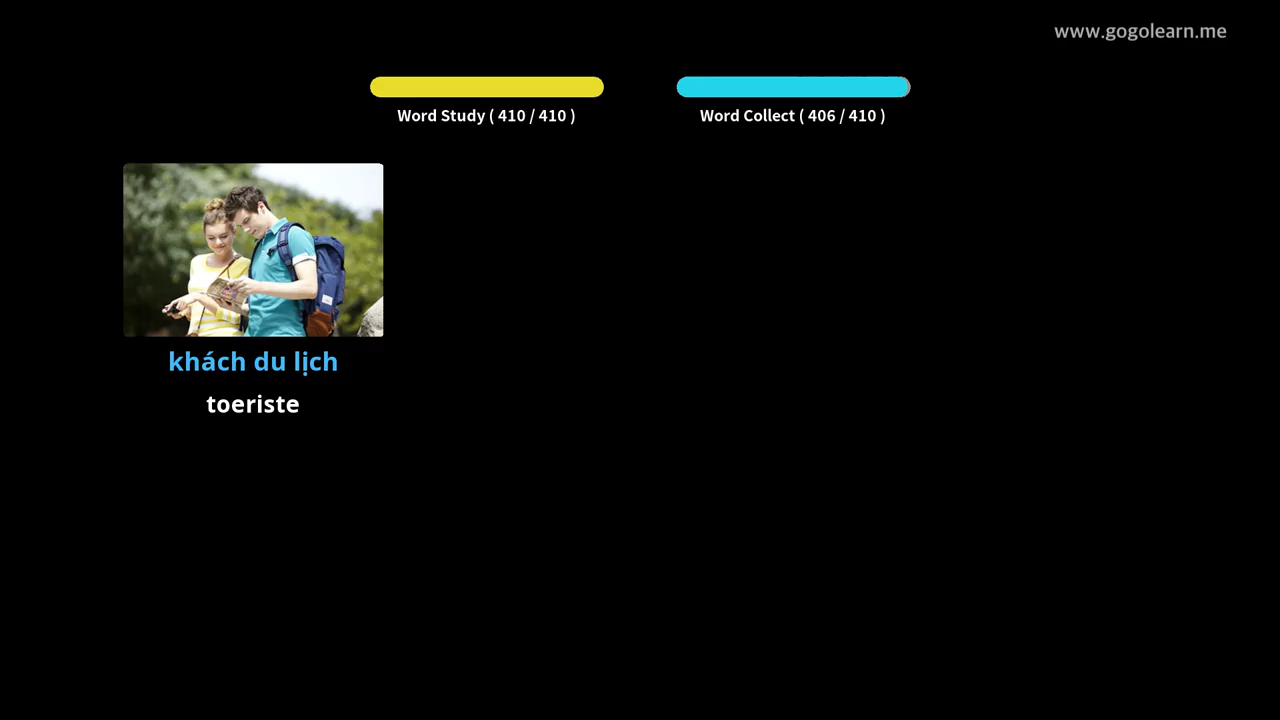 www.gogolearn.me
Word Study ( 410 / 410 )
Word Collect ( 406 / 410 )
khách du lịch
toeriste